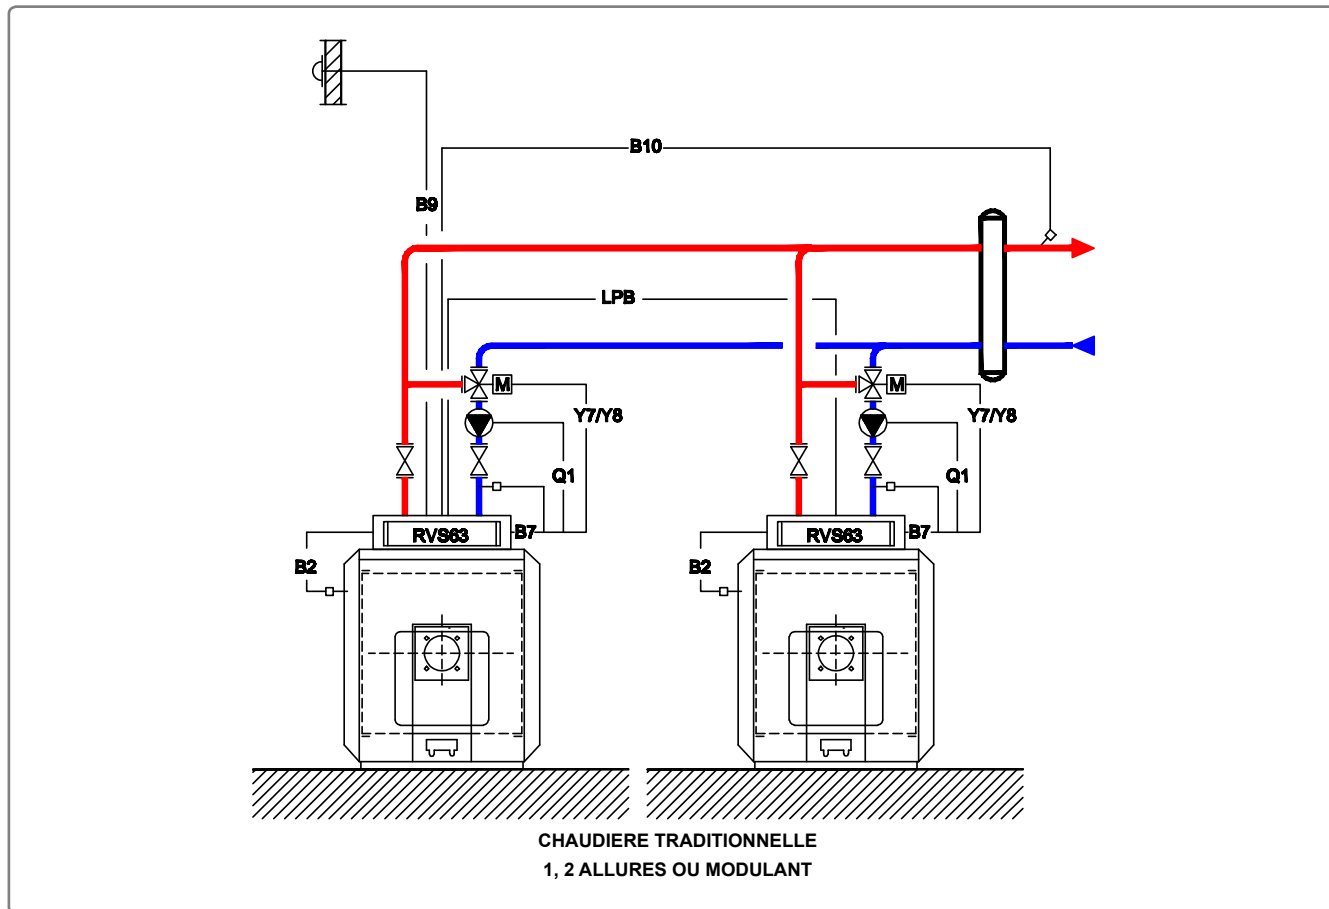 B10
B9
LPB
M
M
Y7/Y8
Y7/Y8
Q1
Q1
RVS63
B7
RVS63
B7
B2
B2
CHAUDIERE TRADITIONNELLE
1, 2 ALLURES OU MODULANT